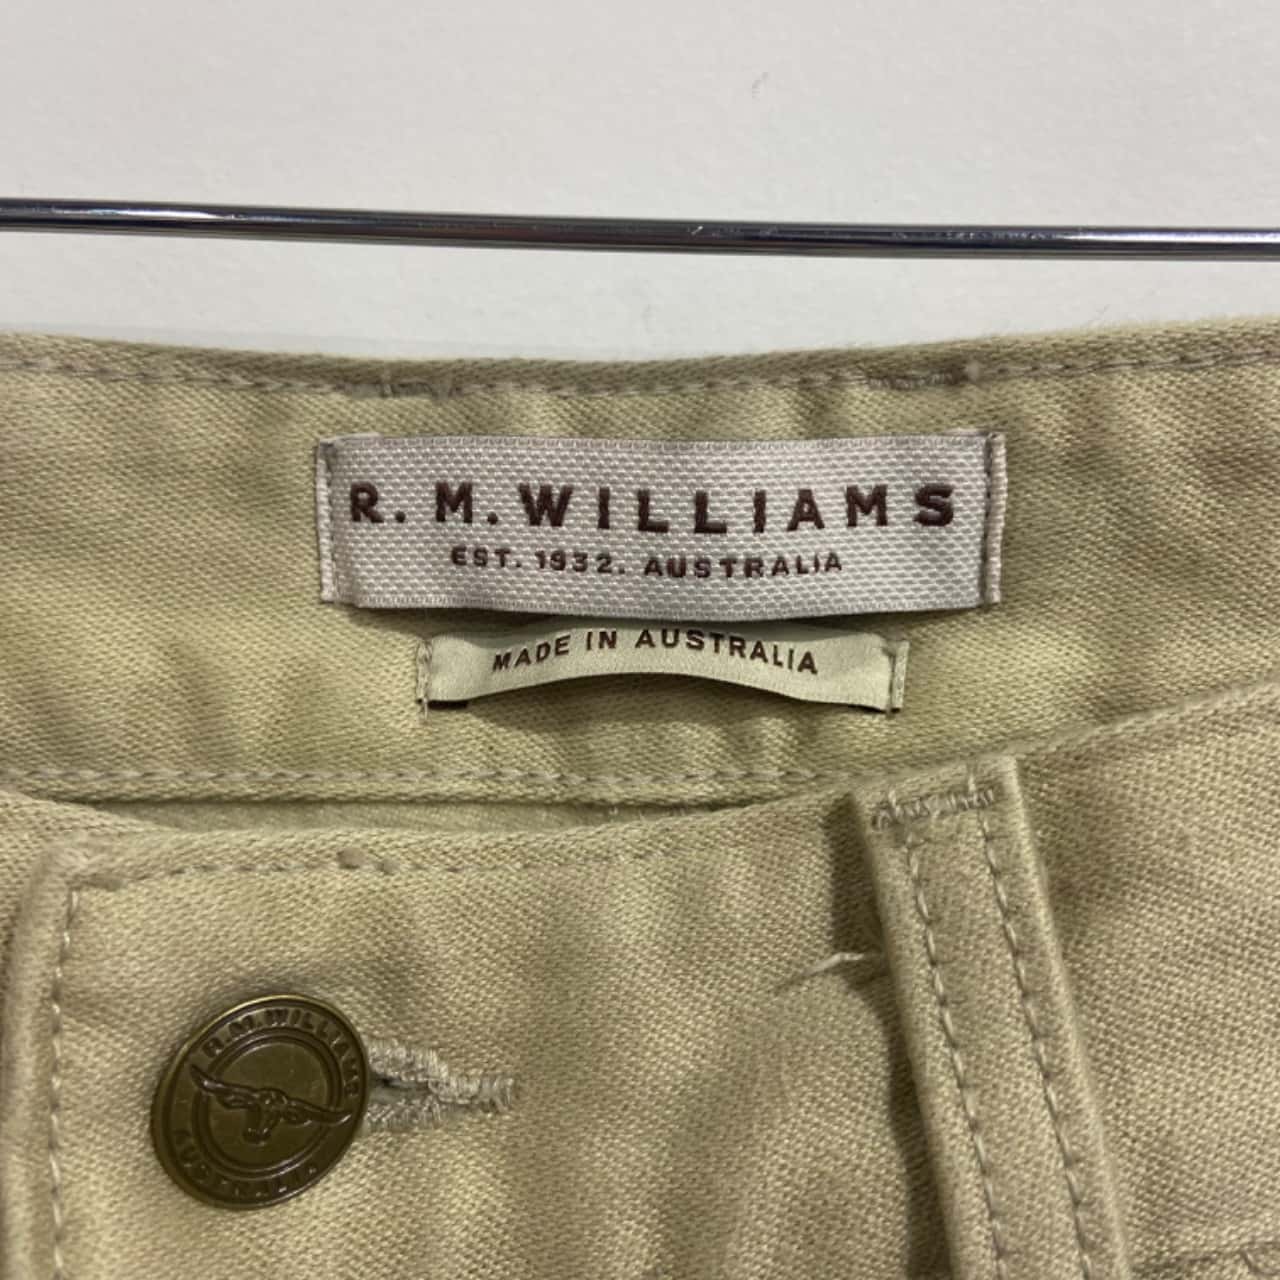 R. M. WILLIAMS
EST. 1932. AUSTRALIA
MADE IN AUSTRALIA
R.M.WILLIAMS
AUSTRALIA